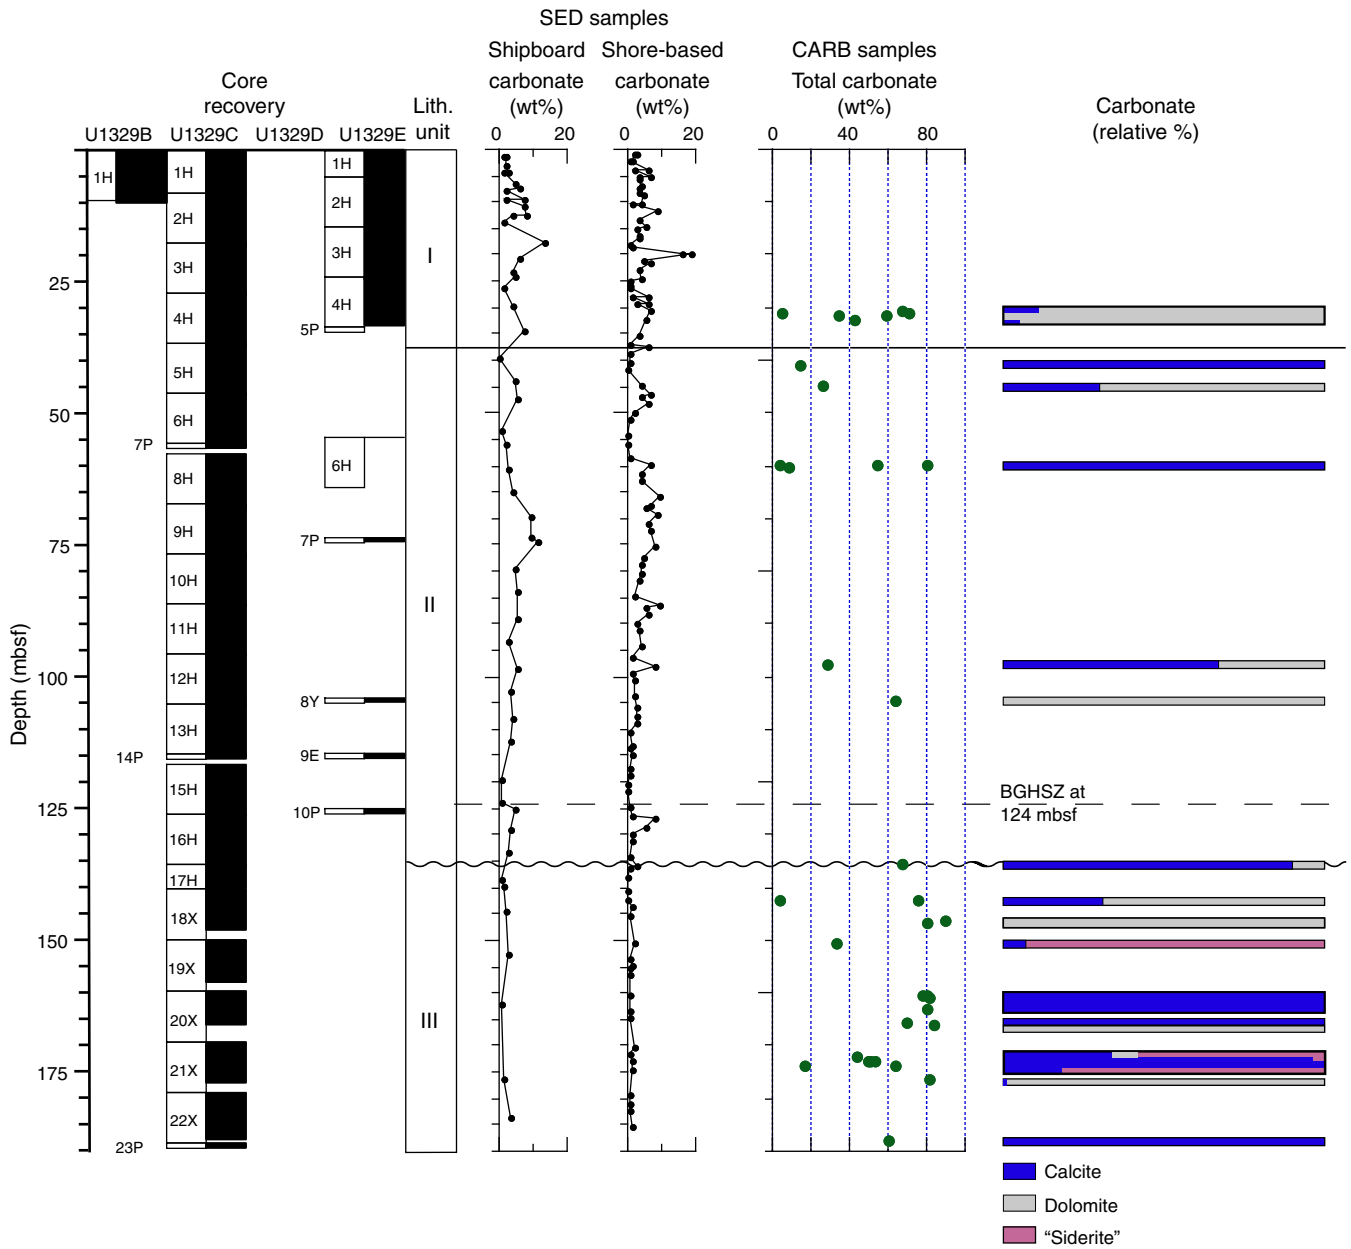 SED samples
Shipboard carbonate (wt%)
Shore-based carbonate (wt%)
CARB samples
Total carbonate (wt%)
Carbonate (relative %)
Core recovery
Lith. unit
U1329B U1329C U1329D U1329E
0 20
0 20
0 40 80
Depth (mbsf)
25
50
75
100
125
150
175
1H
1H
2H
3H
4H
5H
6H
7P
8H
9H
10H
11H
12H
13H
14P
15H
16H
17H
18X
19X
20X
21X
22X
23P
1H
2H
3H
4H
5P
6H
7P
8Y
9E
10P
I
II
III
BGHSZ at
124 mbsf
Calcite
Dolomite
“Siderite”